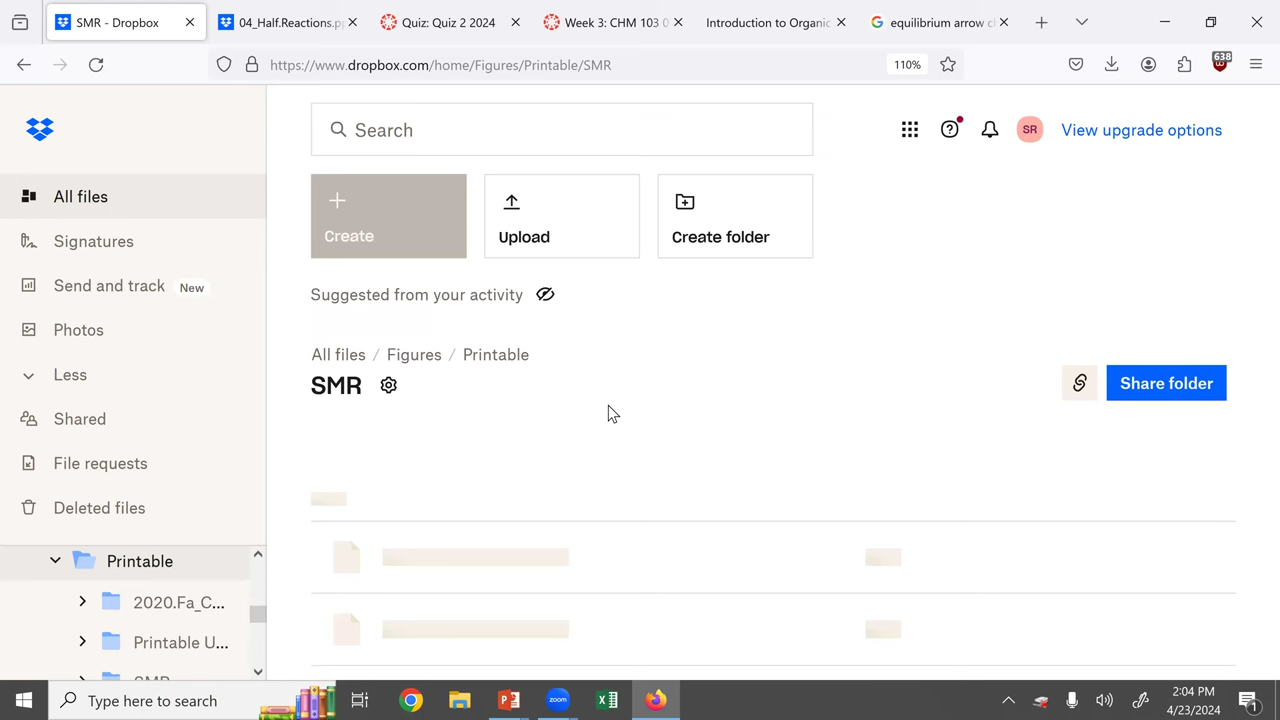 SMR - Dropbox
04_Half.Reactions.p
Quiz: Quiz 2 2024
Week 3: CHM 103 0
Introduction to Organic
equilibrium arrow c
https://www.dropbox.com/home/Figures/Printable/SMR
110%
638
Search
SR
View upgrade options
All files
Create
Upload
Create folder
Signatures
Send and track New
Suggested from your activity
Photos
All files / Figures / Printable
Less
SMR
Share folder
Shared
File requests
Deleted files
Printable
2020.Fa_C...
Printable U...
SMR
Type here to search
zoom
2:04 PM
4/23/2024
1